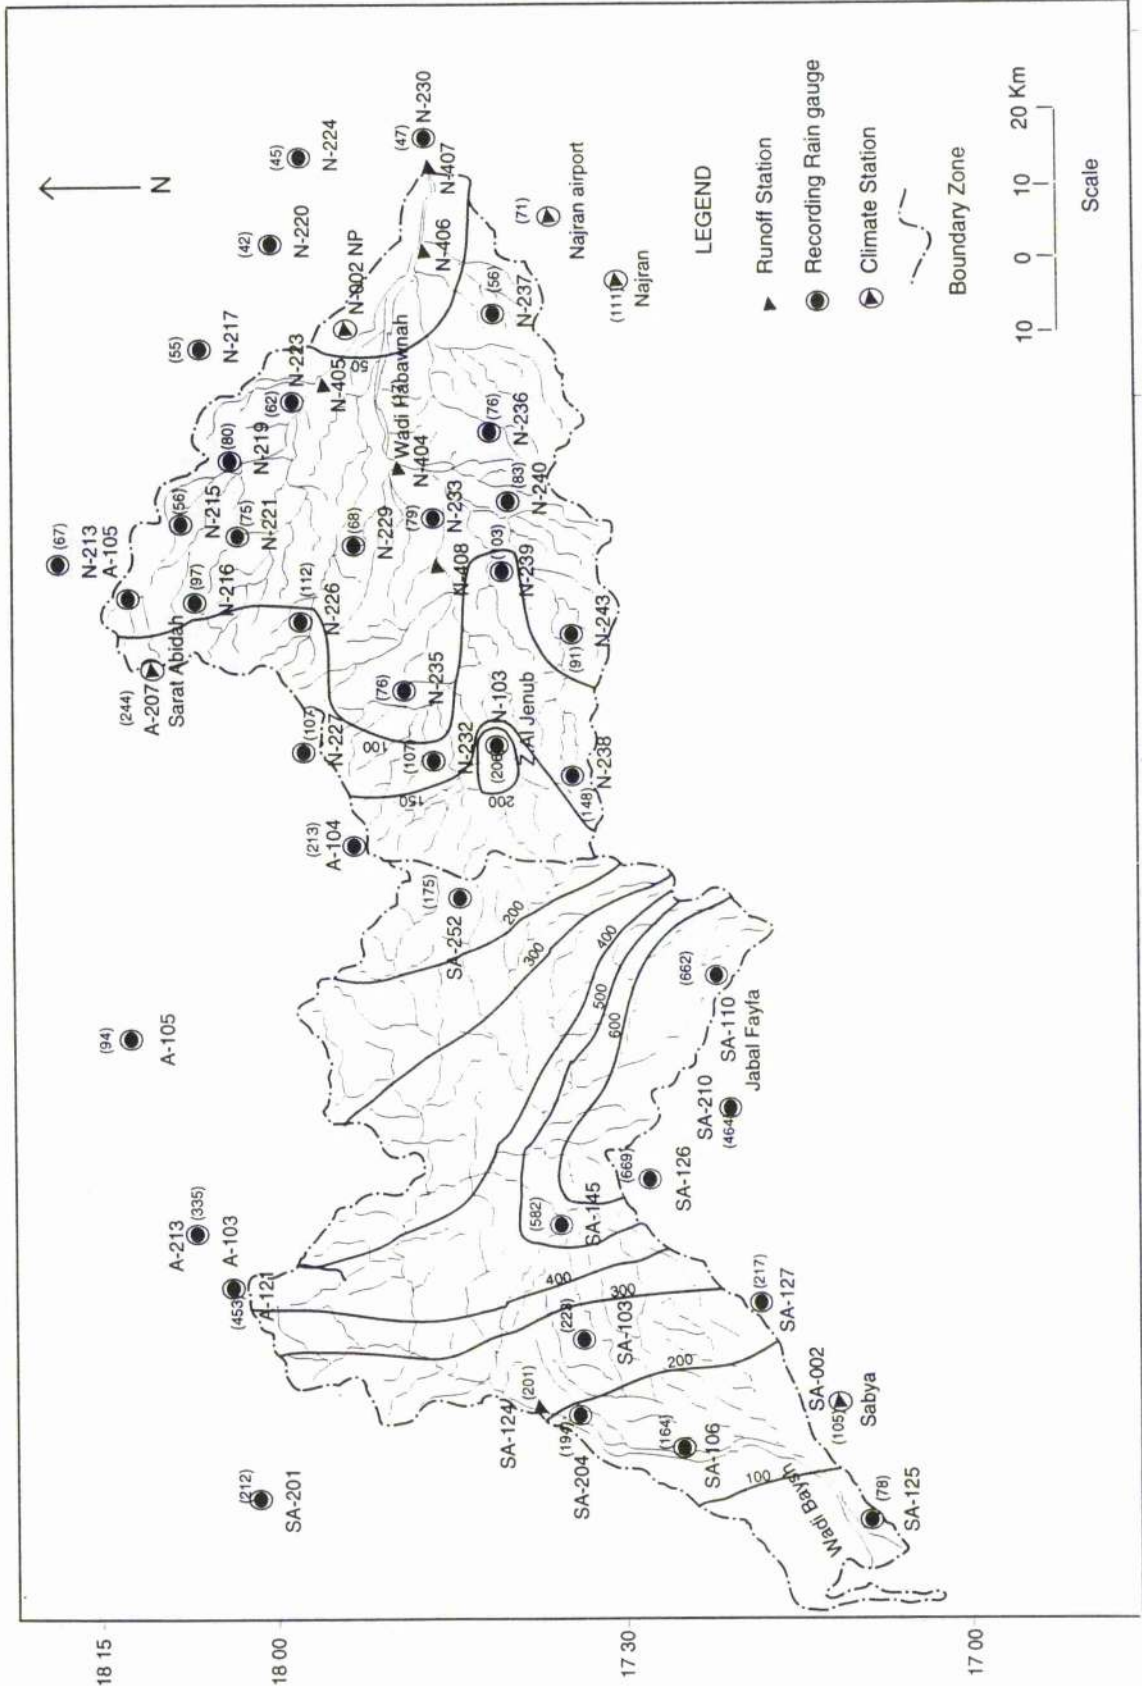 N
(45)
N-224
(47)
N-230
N-407
(42)
N-220
(71)
Najran airport
N-406
N-002 NP
(111)
Najran
(56)
N-237
(55)
N-217
50
N-223
(62)
N-405
Wadi Habawnah
(80)
N-219
N-404
(76)
N-236
(83)
N-240
(67)
N-213
A-105
(56)
N-215
(75)
N-221
(68)
N-229
(79)
N-233
N-408
(103)
N-239
(97)
N-216
(112)
N-226
(91)
N-243
(244)
A-207
Sarat Abidah
(76)
N-235
(107)
N-227
100
(107)
N-232
N-103
Z Al Jenub
(206)
150
200
N-238
(148)
(213)
A-104
(175)
SA-252
200
300
400
500
600
(662)
SA-110
Jabal Fayfa
(94)
A-105
SA-210
(464)
(669)
SA-126
(582)
SA-145
A-213
(335)
A-103
(453)
A-121
400
300
(217)
SA-127
(223)
SA-103
200
SA-002
(105)
Sabya
SA-124
(201)
(194)
SA-204
(164)
SA-106
(212)
SA-201
100
Wadi Baysh
(78)
SA-125
LEGEND
Runoff Station
Recording Rain gauge
Climate Station
Boundary Zone
10 0 10 20 Km
Scale
18 15
18 00
17 30
17 00